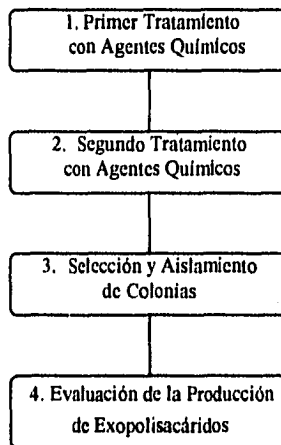 1. Primer Tratamiento
con Agentes Químicos
2. Segundo Tratamiento
con Agentes Químicos
3. Selección y Aislamiento
de Colonias
4. Evaluación de la Producción
de Exopolisacáridos